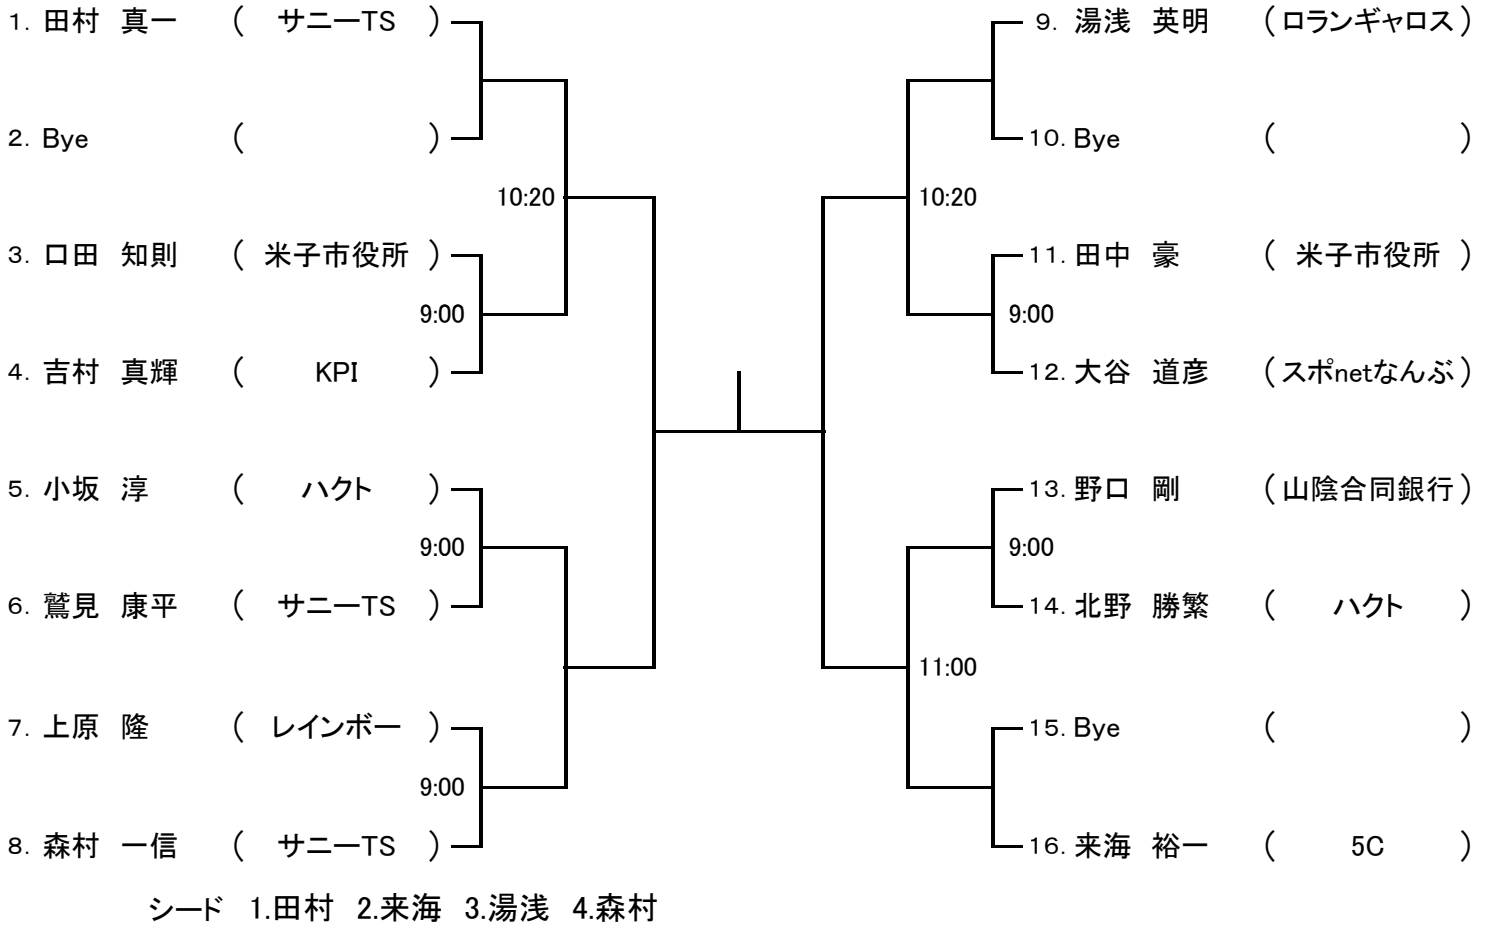 1. 田村 真一 ( サニーTS )
2. Bye ( )
10:20
3. 口田 知則 ( 米子市役所 )
9:00
4. 吉村 真輝 ( KPI )
5. 小坂 淳 ( ハクト )
9:00
6. 鷲見 康平 ( サニーTS )
7. 上原 隆 ( レインボー )
9:00
8. 森村 一信 ( サニーTS )
9. 湯浅 英明 ( ロランギャロス )
10. Bye ( )
10:20
11. 田中 豪 ( 米子市役所 )
9:00
12. 大谷 道彦 ( スポnetなんぶ )
13. 野口 剛 ( 山陰合同銀行 )
9:00
14. 北野 勝繁 ( ハクト )
11:00
15. Bye ( )
16. 来海 裕一 ( 5C )
シード 1.田村 2.来海 3.湯浅 4.森村